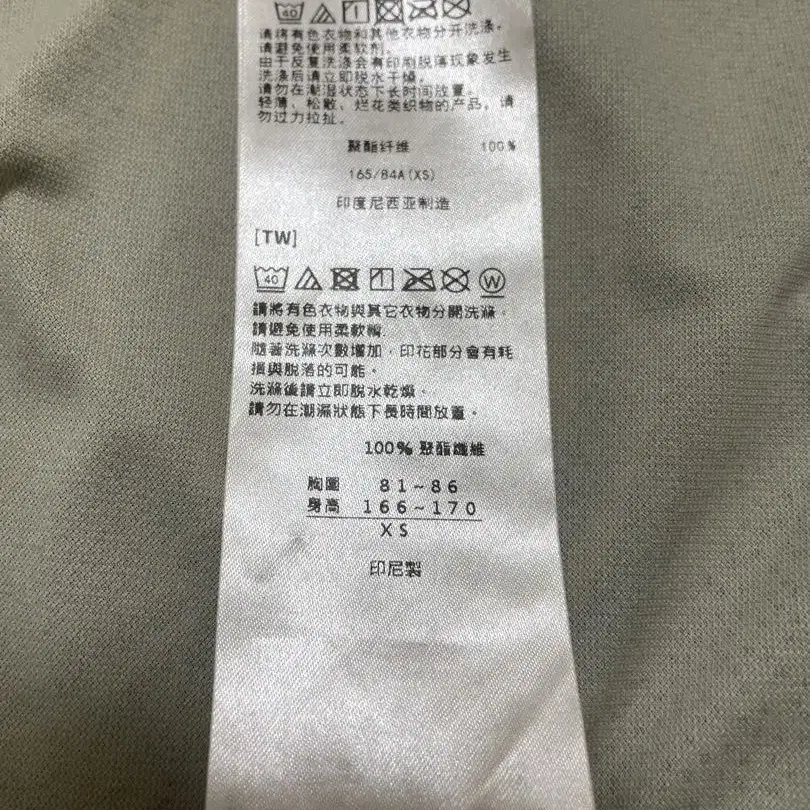 40
请将有色衣物和其他衣物分开洗涤。
请避免使用柔软剂。
由于反复洗涤会有印刷脱落现象发生
洗涤后请立即脱水干燥。
请勿在潮湿状态下长时间放置。
轻薄、松散、烂花类织物的产品，请
勿过力拉扯。
聚酯纤维 100%
165/84A(XS)
印度尼西亚制造
[TW]
40 W
請將有色衣物與其它衣物分開洗滌。
請避免使用柔軟劑.
隨著洗滌次數增加，印花部分會有耗
損與脫落的可能。
洗滌後請立即脫水乾燥。
請勿在潮濕狀態下長時間放置。
100% 聚酯纖維
胸圍 81~86
身高 166~170
XS
印尼製